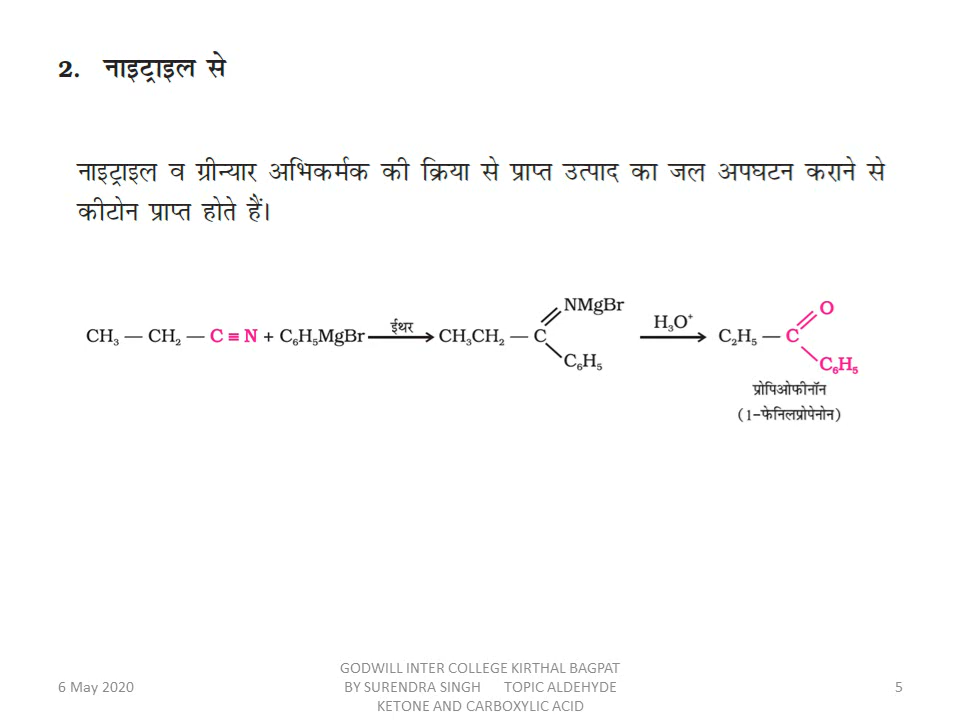 2. नाइट्राइल से
नाइट्राइल व ग्रीन्यार अभिकर्मक की क्रिया से प्राप्त उत्पाद का जल अपघटन कराने से
कीटोन प्राप्त होते हैं।
NMgBr
O
CH₃ — CH₂ — C ≡ N + C₆H₅MgBr ईथर → CH₃CH₂ — C H₃O⁺ → C₂H₅ — C
C₆H₅
C₆H₅
प्रोपिओफीनॉन
(1-फेनिलप्रोपेनोन)
GODWILL INTER COLLEGE KIRTHAL BAGPAT
6 May 2020 BY SURENDRA SINGH TOPIC ALDEHYDE 5
KETONE AND CARBOXYLIC ACID